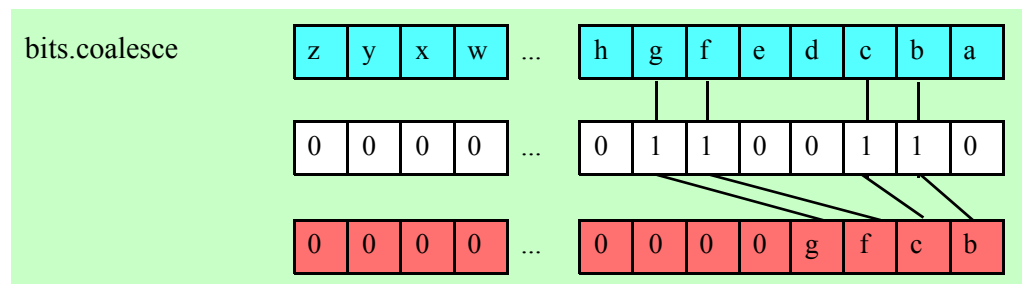 bits.coalesce z y x w ... h g f e d c b a
0 0 0 0 ... 0 1 1 0 0 1 1 0
0 0 0 0 ... 0 0 0 0 g f c b